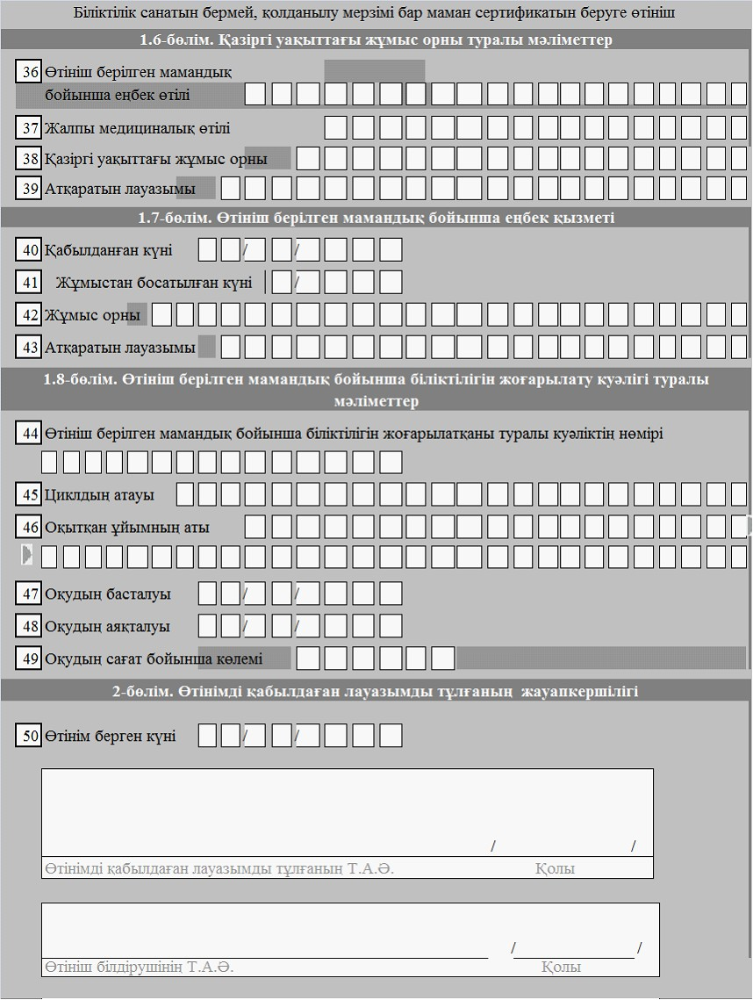 Біліктілік санатын бермей, қолданылу мерзімі бар маман сертификатын беруге өтініш
1.6-бөлім. Қазіргі уақыттағы жұмыс орны туралы мәліметтер
36 Өтініш берілген мамандық
бойынша еңбек өтілі
37 Жалпы медициналық өтілі
38 Қазіргі уақыттағы жұмыс орны
39 Атқаратын лауазымы
1.7-бөлім. Өтініш берілген мамандық бойынша еңбек қызметі
40 Қабылданған күні / /
41 Жұмыстан босатылған күні /
42 Жұмыс орны
43 Атқаратын лауазымы
1.8-бөлім. Өтініш берілген мамандық бойынша біліктілігін жоғарылату куәлігі туралы
мәліметтер
44 Өтініш берілген мамандық бойынша біліктілігін жоғарылатқаны туралы куәліктің нөмірі
45 Циклдың атауы
46 Оқытқан ұйымның аты
47 Оқудың басталуы / /
48 Оқудың аяқталуы / /
49 Оқудың сағат бойынша көлемі
2-бөлім. Өтінімді қабылдаған лауазымды тұлғаның жауапкершілігі
50 Өтінім берген күні / /
/ /
Өтінімді қабылдаған лауазымды тұлғаның Т.А.Ә. Қолы
/ /
Өтініш білдірушінің Т.А.Ә. Қолы